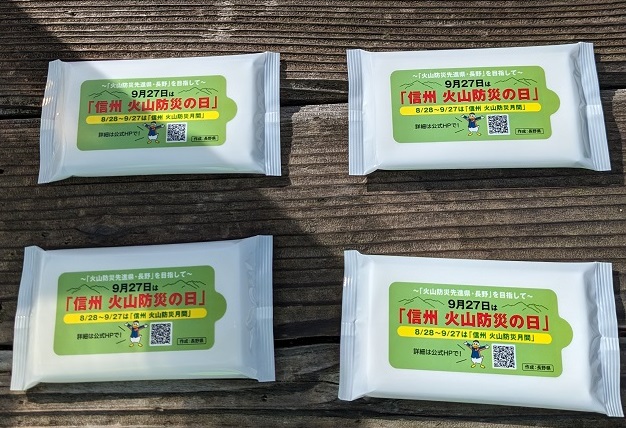 ～「火山防災先進県・長野」を目指して～
9月27日は
「信州 火山防災の日」
8/28～9/27は「信州 火山防災月間」
詳細は公式HPで！
作成：長野県
～「火山防災先進県・長野」を目指して～
9月27日は
「信州 火山防災の日」
8/28～9/27は「信州 火山防災月間」
詳細は公式HPで！
作成：長野県
～「火山防災先進県・長野」を目指して～
9月27日は
「信州 火山防災の日」
8/28～9/27は「信州 火山防災月間」
詳細は公式HPで！
作成：長野県
～「火山防災先進県・長野」を目指して～
9月27日は
「信州 火山防災の日」
8/28～9/27は「信州 火山防災月間」
詳細は公式HPで！
作成：長野県